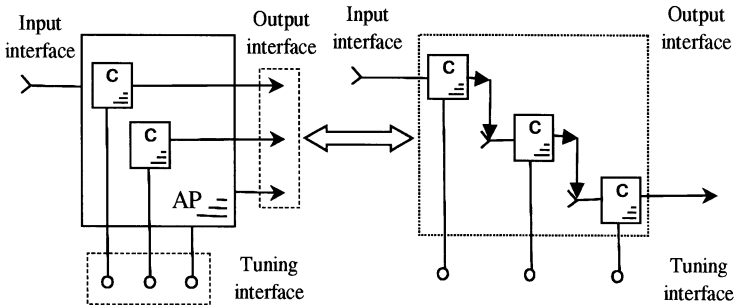 Input
interface
Output
interface
Input
interface
Output
interface
C
C
C
C
C
AP
Tuning
interface
Tuning
interface